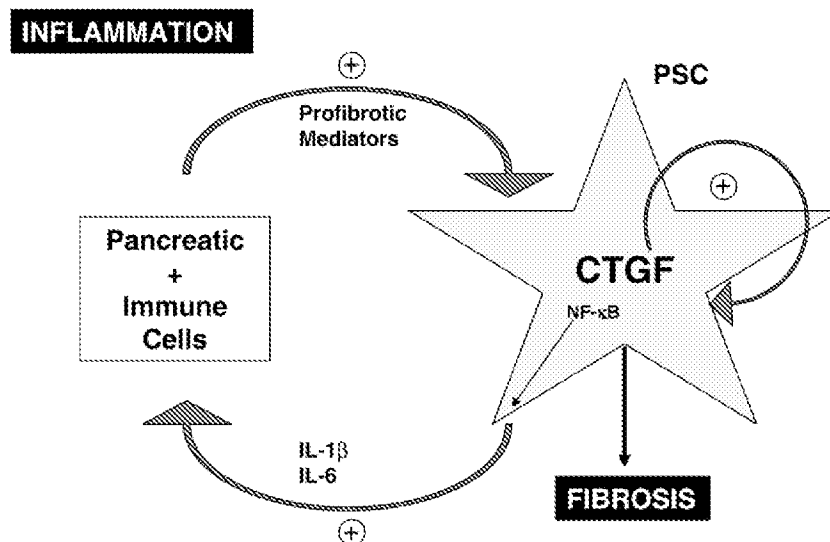 INFLAMMATION
+
Profibrotic
Mediators
PSC
+
Pancreatic
+
Immune
Cells
CTGF
NF-κB
IL-1β
IL-6
+
FIBROSIS